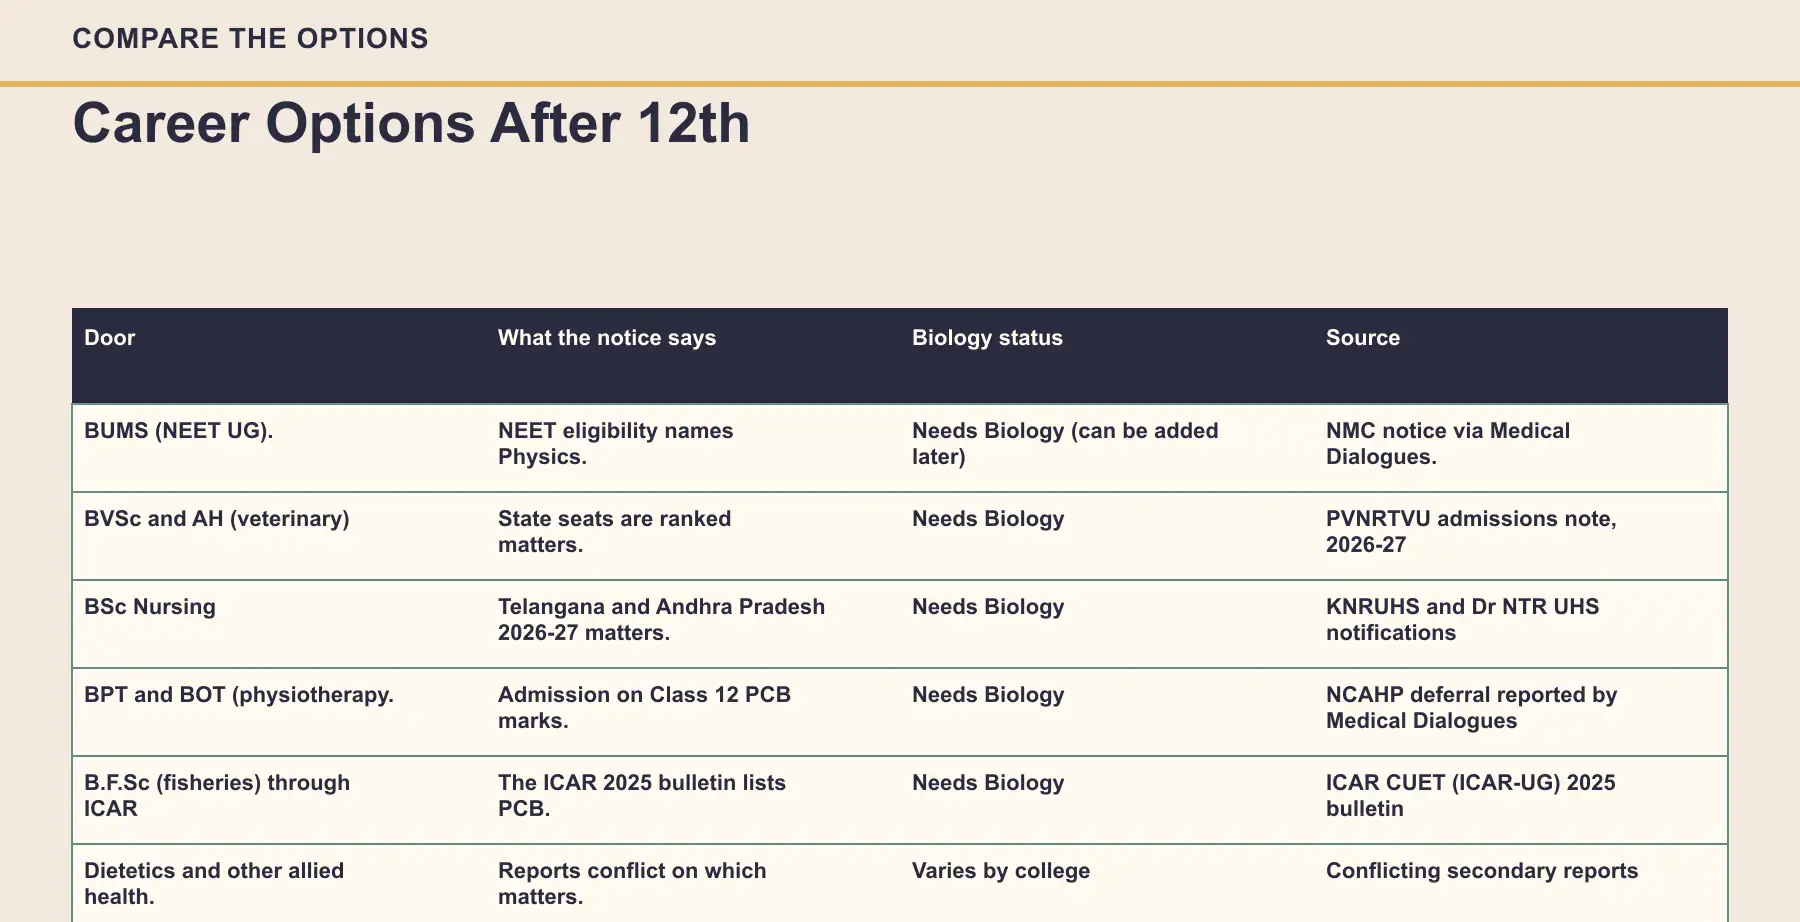 COMPARE THE OPTIONS
Career Options After 12th
Door
What the notice says
Biology status
Source
BUMS (NEET UG).
NEET eligibility names
Physics.
Needs Biology (can be added
later)
NMC notice via Medical
Dialogues.
BVSc and AH (veterinary)
State seats are ranked
matters.
Needs Biology
PVNRTVU admissions note,
2026-27
BSc Nursing
Telangana and Andhra Pradesh
2026-27 matters.
Needs Biology
KNRUHS and Dr NTR UHS
notifications
BPT and BOT (physiotherapy.
Admission on Class 12 PCB
marks.
Needs Biology
NCAHP deferral reported by
Medical Dialogues
B.F.Sc (fisheries) through
ICAR
The ICAR 2025 bulletin lists
PCB.
Needs Biology
ICAR CUET (ICAR-UG) 2025
bulletin
Dietetics and other allied
health.
Reports conflict on which
matters.
Varies by college
Conflicting secondary reports